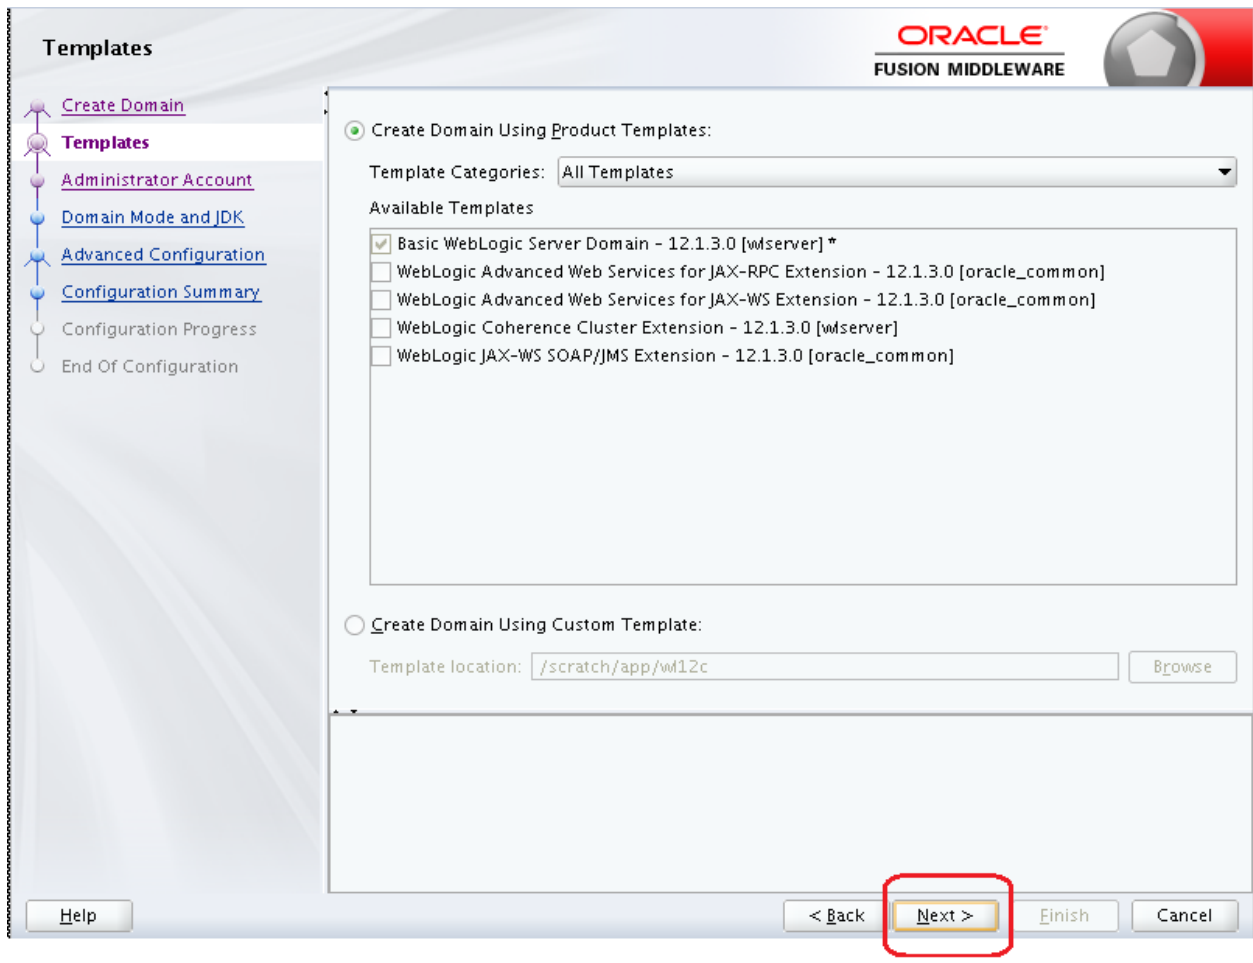 Templates
ORACLE
FUSION MIDDLEWARE
Create Domain
Templates
Administrator Account
Domain Mode and JDK
Advanced Configuration
Configuration Summary
Configuration Progress
End Of Configuration
Create Domain Using Product Templates:
Template Categories: All Templates
Available Templates
Basic WebLogic Server Domain - 12.1.3.0 [wlserver] *
WebLogic Advanced Web Services for JAX-RPC Extension - 12.1.3.0 [oracle_common]
WebLogic Advanced Web Services for JAX-WS Extension - 12.1.3.0 [oracle_common]
WebLogic Coherence Cluster Extension - 12.1.3.0 [wlserver]
WebLogic JAX-WS SOAP/JMS Extension - 12.1.3.0 [oracle_common]
Create Domain Using Custom Template:
Template location: /scratch/app/wl12c Browse
Help < Back Next > Finish Cancel